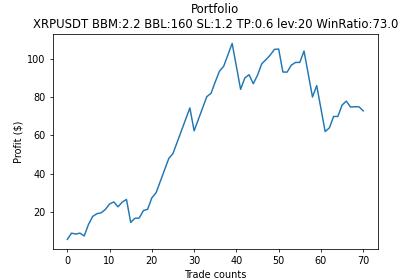 Portfolio
XRPUSDT BBM:2.2 BBL:160 SL:1.2 TP:0.6 lev:20 WinRatio:73.0
100
80
60
40
20
Profit ($)
0 10 20 30 40 50 60 70
Trade counts